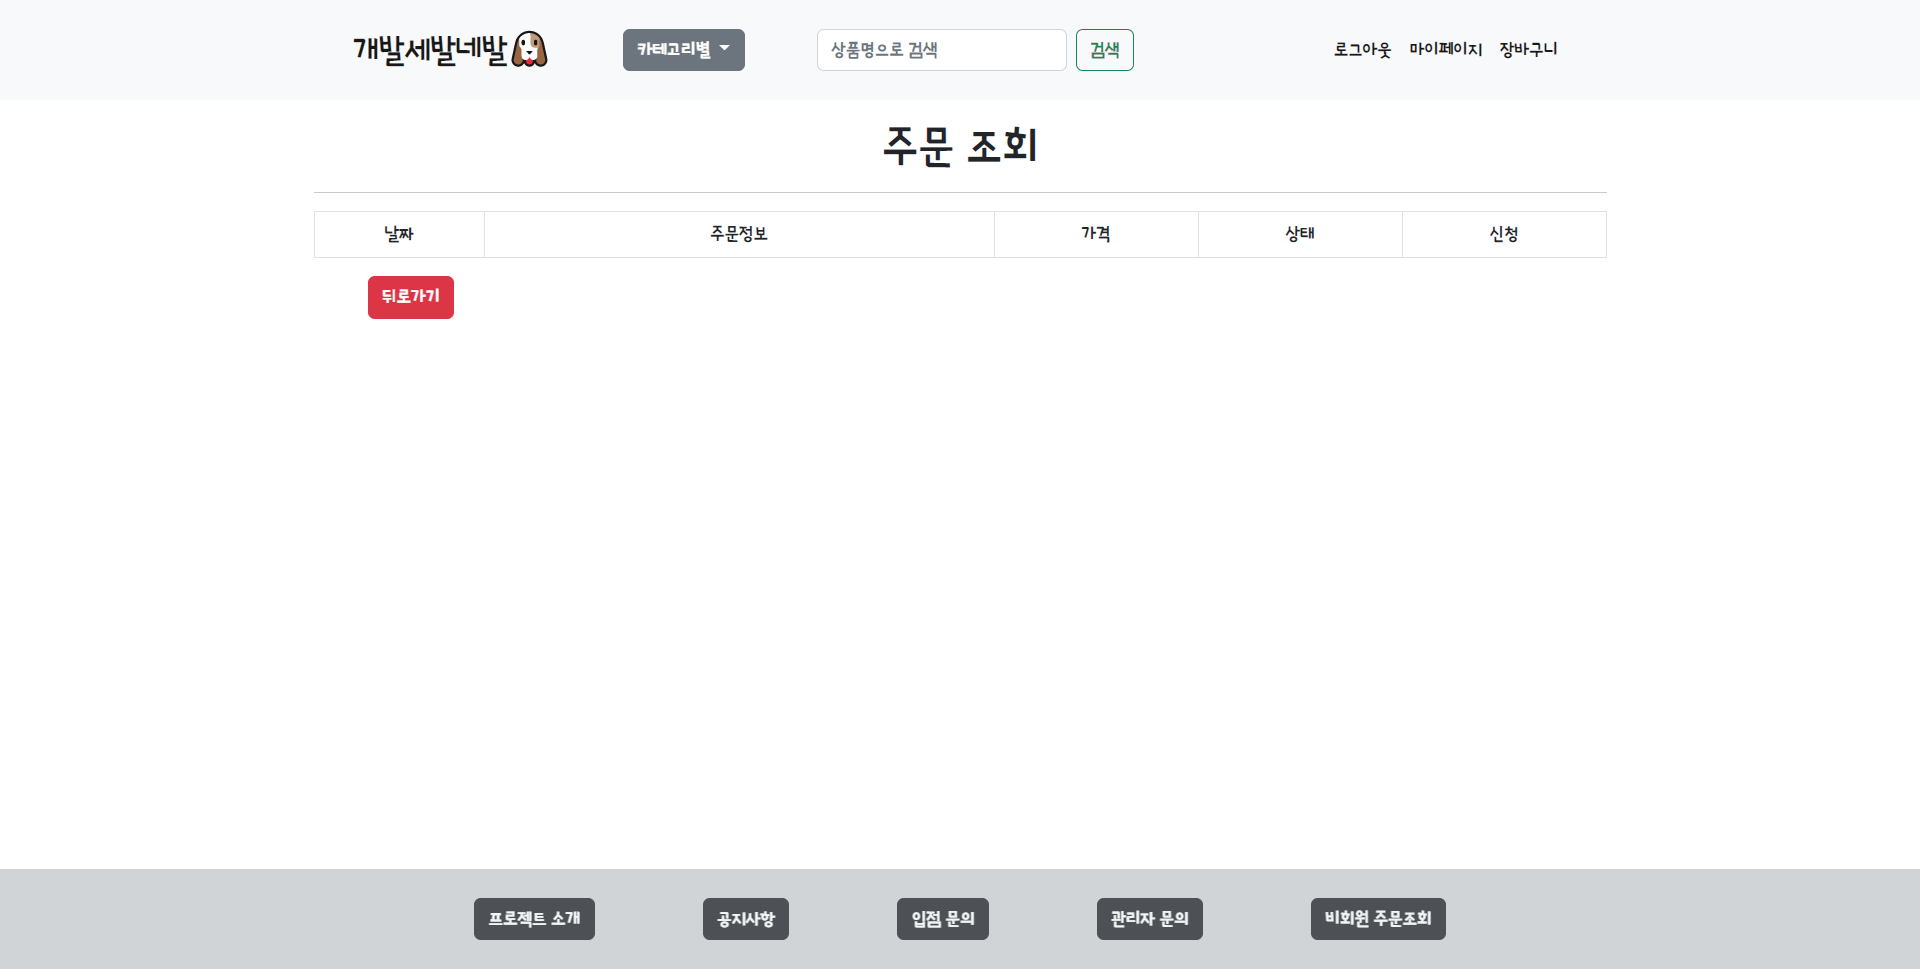 개발세발네발 카테고리별 상품명으로 검색 검색 로그아웃 마이페이지 장바구니
주문 조회
날짜 주문정보 가격 상태 신청
뒤로가기
프로젝트 소개 공지사항 입점 문의 관리자 문의 비회원 주문조회